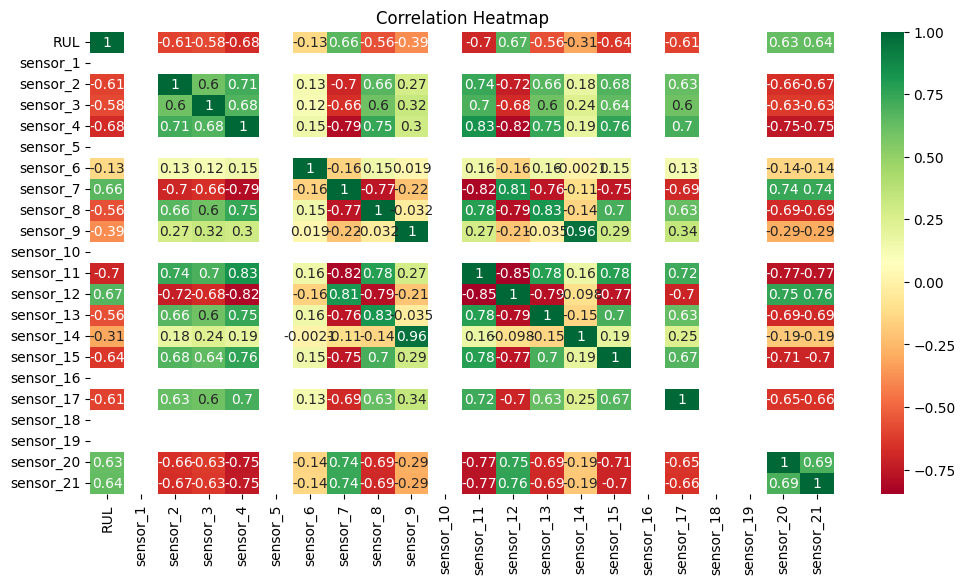 Correlation Heatmap
RUL 1 -0.61 -0.58 -0.68 -0.13 0.66 -0.56 -0.39 -0.7 0.67 -0.56 -0.31 -0.64 -0.61 0.63 0.64
sensor_1
sensor_2 -0.61 1 0.6 0.71 0.13 -0.7 0.66 0.27 0.74 -0.72 0.66 0.18 0.68 0.63 -0.66 -0.67
sensor_3 -0.58 0.6 1 0.68 0.12 -0.66 0.6 0.32 0.7 -0.68 0.6 0.24 0.64 0.6 -0.63 -0.63
sensor_4 -0.68 0.71 0.68 1 0.15 -0.79 0.75 0.3 0.83 -0.82 0.75 0.19 0.76 0.7 -0.75 -0.75
sensor_5
sensor_6 -0.13 0.13 0.12 0.15 1 -0.16 0.15 0.019 0.16 -0.16 0.16 -0.0021 0.15 0.13 -0.14 -0.14
sensor_7 0.66 -0.7 -0.66 -0.79 -0.16 1 -0.77 -0.22 -0.82 0.81 -0.76 -0.11 -0.75 -0.69 0.74 0.74
sensor_8 -0.56 0.66 0.6 0.75 0.15 -0.77 1 -0.032 0.78 -0.79 0.83 -0.14 0.7 0.63 -0.69 -0.69
sensor_9 -0.39 0.27 0.32 0.3 0.019 -0.22 -0.032 1 0.27 -0.21 -0.035 0.96 0.29 0.34 -0.29 -0.29
sensor_10
sensor_11 -0.7 0.74 0.7 0.83 0.16 -0.82 0.78 0.27 1 -0.85 0.78 0.16 0.78 0.72 -0.77 -0.77
sensor_12 0.67 -0.72 -0.68 -0.82 -0.16 0.81 -0.79 -0.21 -0.85 1 -0.79 -0.098 -0.77 -0.7 0.75 0.76
sensor_13 -0.56 0.66 0.6 0.75 0.16 -0.76 0.83 -0.035 0.78 -0.79 1 -0.15 0.7 0.63 -0.69 -0.69
sensor_14 -0.31 0.18 0.24 0.19 -0.0021 -0.11 -0.14 0.96 0.16 -0.098 -0.15 1 0.19 0.25 -0.19 -0.19
sensor_15 -0.64 0.68 0.64 0.76 0.15 -0.75 0.7 0.29 0.78 -0.77 0.7 0.19 1 0.67 -0.71 -0.7
sensor_16
sensor_17 -0.61 0.63 0.6 0.7 0.13 -0.69 0.63 0.34 0.72 -0.7 0.63 0.25 0.67 1 -0.65 -0.66
sensor_18
sensor_19
sensor_20 0.63 -0.66 -0.63 -0.75 -0.14 0.74 -0.69 -0.29 -0.77 0.75 -0.69 -0.19 -0.71 -0.65 1 0.69
sensor_21 0.64 -0.67 -0.63 -0.75 -0.14 0.74 -0.69 -0.29 -0.77 0.76 -0.69 -0.19 -0.7 -0.66 0.69 1
RUL sensor_1 sensor_2 sensor_3 sensor_4 sensor_5 sensor_6 sensor_7 sensor_8 sensor_9 sensor_10 sensor_11 sensor_12 sensor_13 sensor_14 sensor_15 sensor_16 sensor_17 sensor_18 sensor_19 sensor_20 sensor_21
1.00
0.75
0.50
0.25
0.00
-0.25
-0.50
-0.75